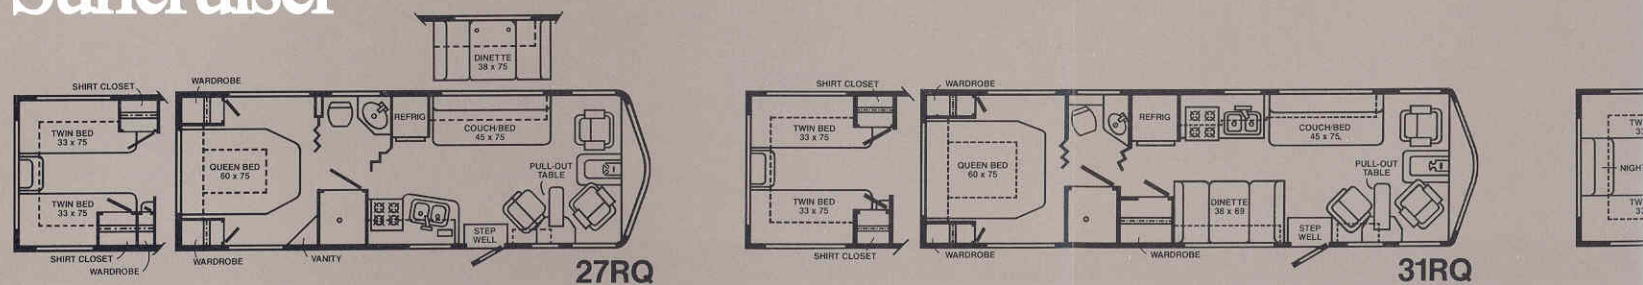 Suncruiser
DINETTE
38 x 75
SHIRT CLOSET
TWIN BED
33 x 75
TWIN BED
33 x 75
SHIRT CLOSET
WARDROBE
WARDROBE
QUEEN BED
60 x 75
WARDROBE
VANITY
REFRIG
COUCH/BED
45 x 75
PULL-OUT
TABLE
STEP
WELL
27RQ
SHIRT CLOSET
TWIN BED
33 x 75
TWIN BED
33 x 75
SHIRT CLOSET
WARDROBE
QUEEN BED
60 x 75
WARDROBE
REFRIG
COUCH/BED
45 x 75
DINETTE
38 x 69
WARDROBE
PULL-OUT
TABLE
STEP
WELL
31RQ